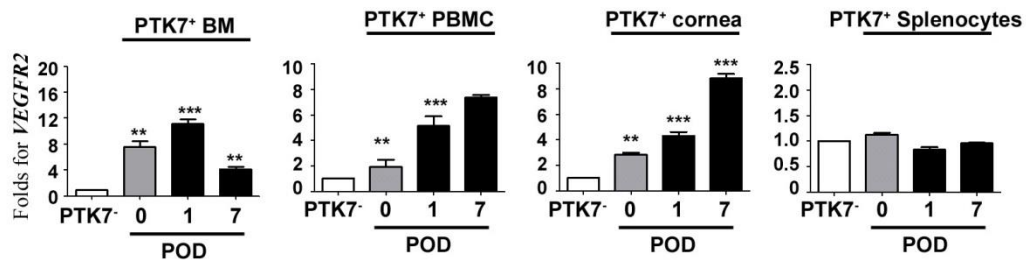 PTK7⁺ BM
PTK7⁺ PBMC
PTK7⁺ cornea
PTK7⁺ Splenocytes
Folds for VEGFR2
20
16
12
8
4
0
**
***
**
PTK7⁻ 0 1 7
POD
10
8
6
4
2
0
**
***
PTK7⁻ 0 1 7
POD
10
8
6
4
2
0
**
***
***
PTK7⁻ 0 1 7
POD
2.5
2.0
1.5
1.0
0.5
0.0
PTK7⁻ 0 1 7
POD